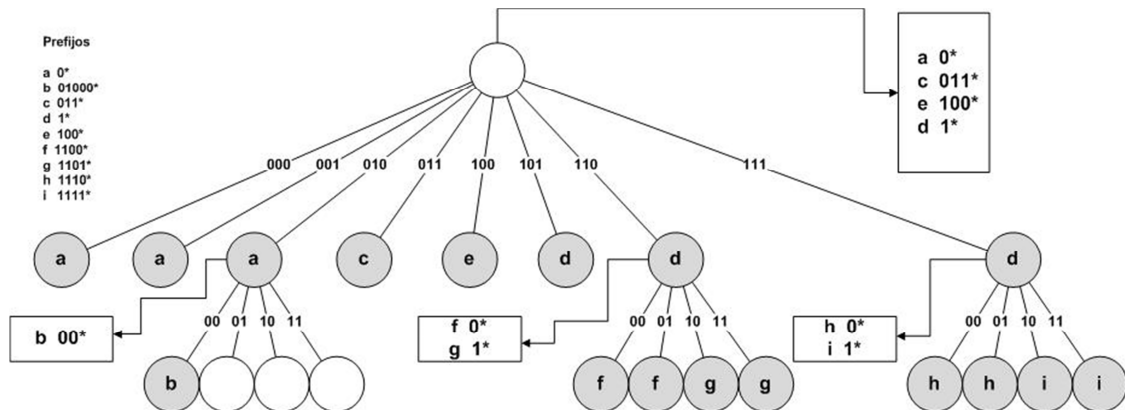 Prefijos
a 0*
b 01000*
c 011*
d 1*
e 100*
f 1100*
g 1101*
h 1110*
i 1111*
a 0*
c 011*
e 100*
d 1*
000 001 010 011 100 101 110 111
a a a c e d d d
b 00*
00 01 10 11
f 0*
g 1*
00 01 10 11
h 0*
i 1*
00 01 10 11
b f f g g h h i i